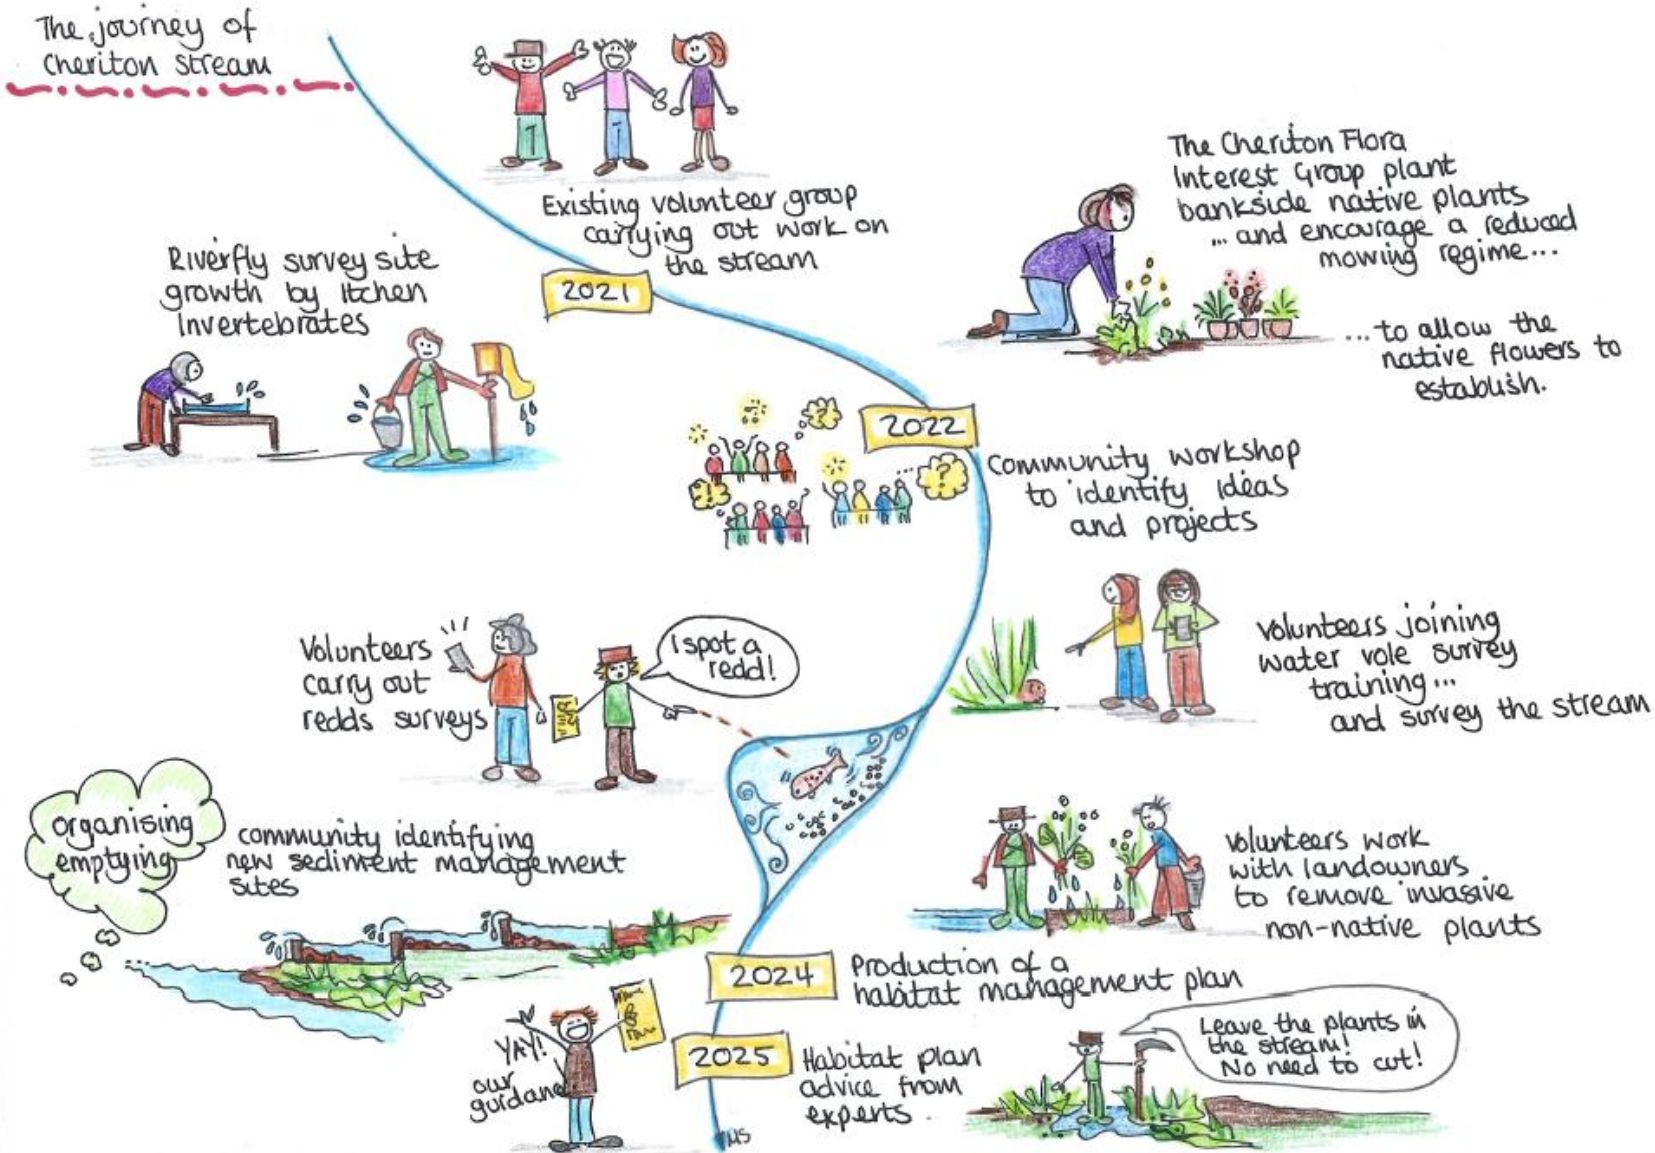 The journey of
Cheriton Stream
Existing volunteer group
carrying out work on
the stream
2021
Riverfly survey site
growth by Itchen
Invertebrates
The Cheriton Flora
Interest Group plant
bankside native plants
... and encourage a reduced
mowing regime...
... to allow the
native flowers to
establish.
2022
Community workshop
to identify ideas
and projects
?
!?
...
?
Volunteers
carry out
redds surveys
I spot a
redd!
Volunteers joining
water vole survey
training...
and survey the stream
organising
emptying
community identifying
new sediment management
sites
Volunteers work
with landowners
to remove invasive
non-native plants
2024
Production of a
habitat management plan
YAY!
our
guidance
2025
Habitat plan
advice from
experts.
Leave the plants in
the stream!
No need to cut!
MS